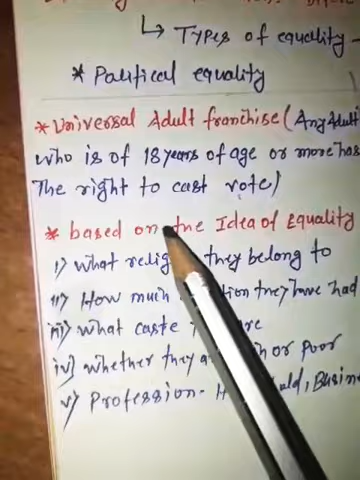 ↳ Types of equality -
* Political equality
* Universal Adult franchise (Any Adult
who is of 18 years of age or more has
The right to cast vote)
* based on the Idea of Equality
i) What they belong to
ii) How much they have had
iii) what caste
iv) whether they or poor
v) Profession -